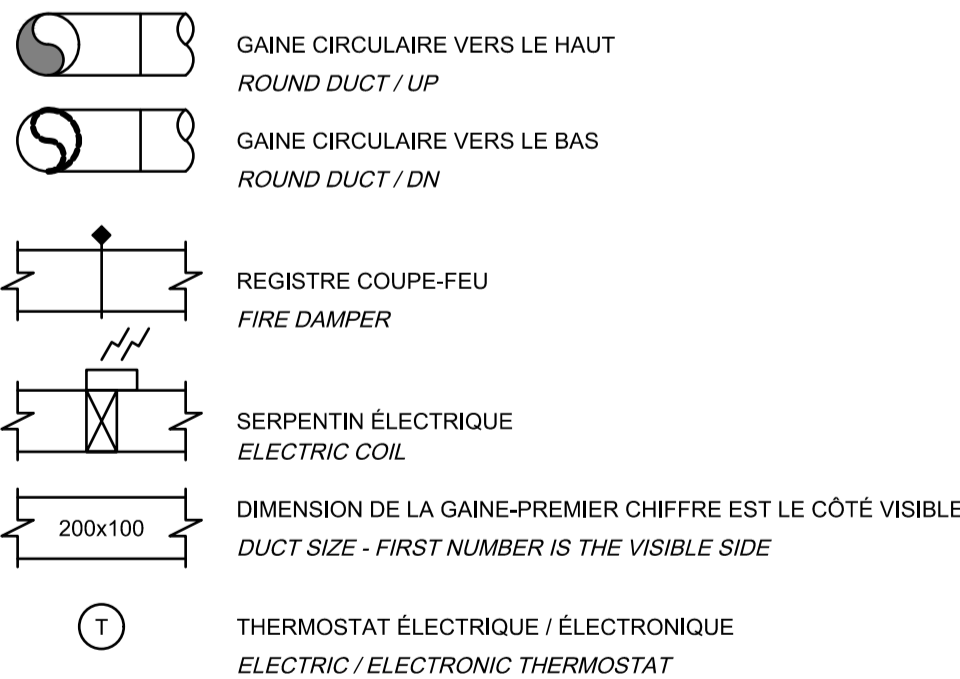 GAINE CIRCULAIRE VERS LE HAUT
ROUND DUCT / UP
GAINE CIRCULAIRE VERS LE BAS
ROUND DUCT / DN
REGISTRE COUPE-FEU
FIRE DAMPER
SERPENTIN ÉLECTRIQUE
ELECTRIC COIL
200x100
DIMENSION DE LA GAINE-PREMIER CHIFFRE EST LE CÔTÉ VISIBLE
DUCT SIZE - FIRST NUMBER IS THE VISIBLE SIDE
T
THERMOSTAT ÉLECTRIQUE / ÉLECTRONIQUE
ELECTRIC / ELECTRONIC THERMOSTAT